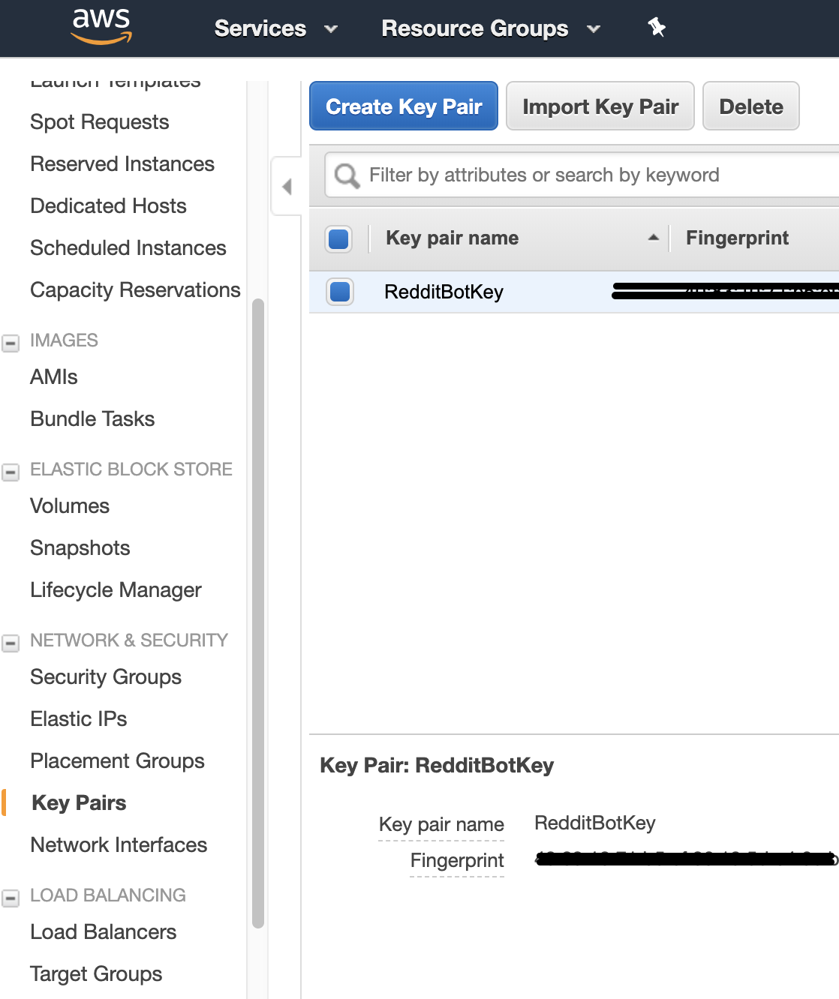 aws
Services
Resource Groups
Launch Templates
Spot Requests
Reserved Instances
Dedicated Hosts
Scheduled Instances
Capacity Reservations
IMAGES
AMIs
Bundle Tasks
ELASTIC BLOCK STORE
Volumes
Snapshots
Lifecycle Manager
NETWORK & SECURITY
Security Groups
Elastic IPs
Placement Groups
Key Pairs
Network Interfaces
LOAD BALANCING
Load Balancers
Target Groups
Create Key Pair
Import Key Pair
Delete
Filter by attributes or search by keyword
Key pair name
Fingerprint
RedditBotKey
Key Pair: RedditBotKey
Key pair name
RedditBotKey
Fingerprint